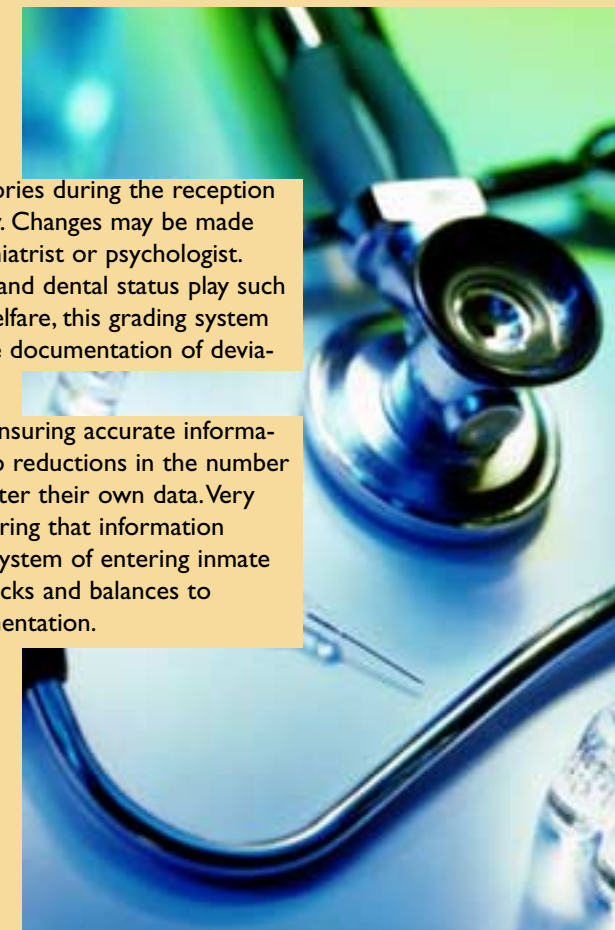 ories during the reception
. Changes may be made
hiatrist or psychologist.
and dental status play such
elfare, this grading system
e documentation of devia-
nsuring accurate informa-
o reductions in the number
ter their own data. Very
ring that information
ystem of entering inmate
cks and balances to
nentation.